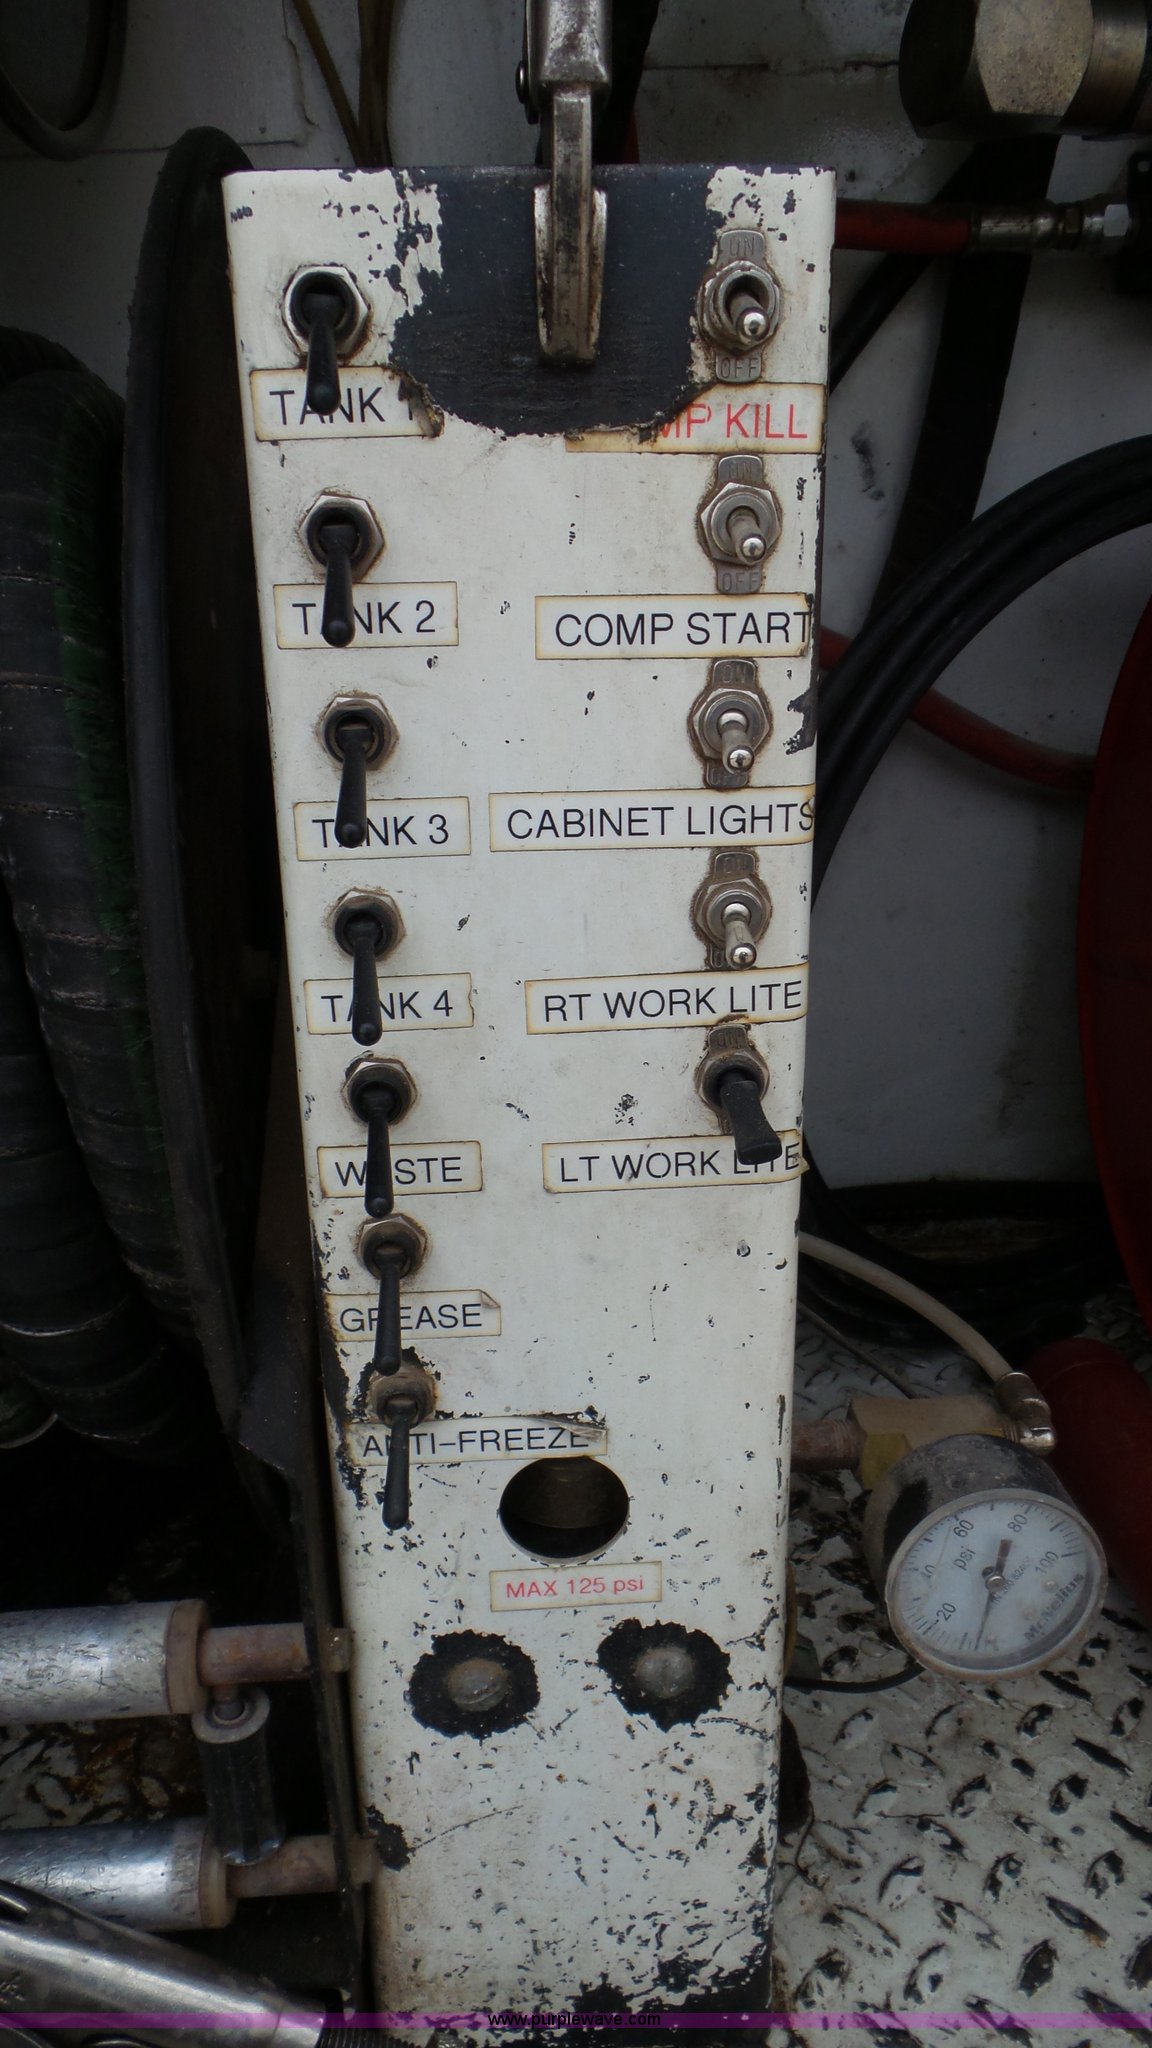 ON
OFF
TANK 1
MP KILL
ON
OFF
TANK 2
COMP START
ON
TANK 3
CABINET LIGHTS
ON
TANK 4
RT WORK LITE
ON
WASTE
LT WORK LITE
GREASE
ANTI-FREEZE
MAX 125 psi
20
40
60
80
100
psi
www.purplewave.com